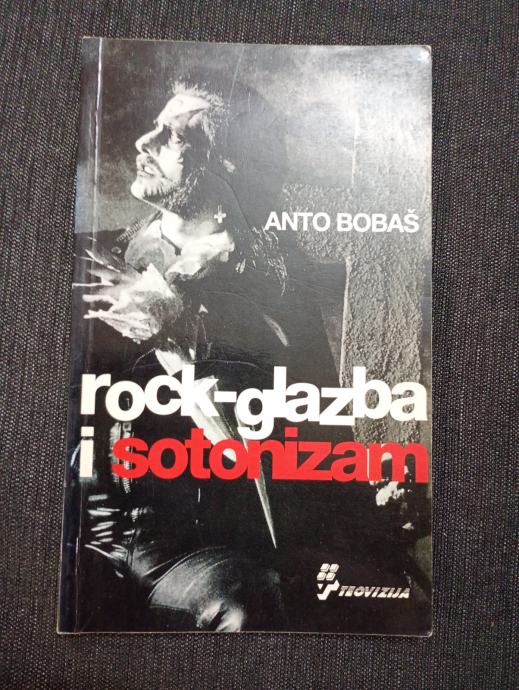 ANTO BOBAŠ
rock-glazba
i sotonizam
TEOVIZIJA